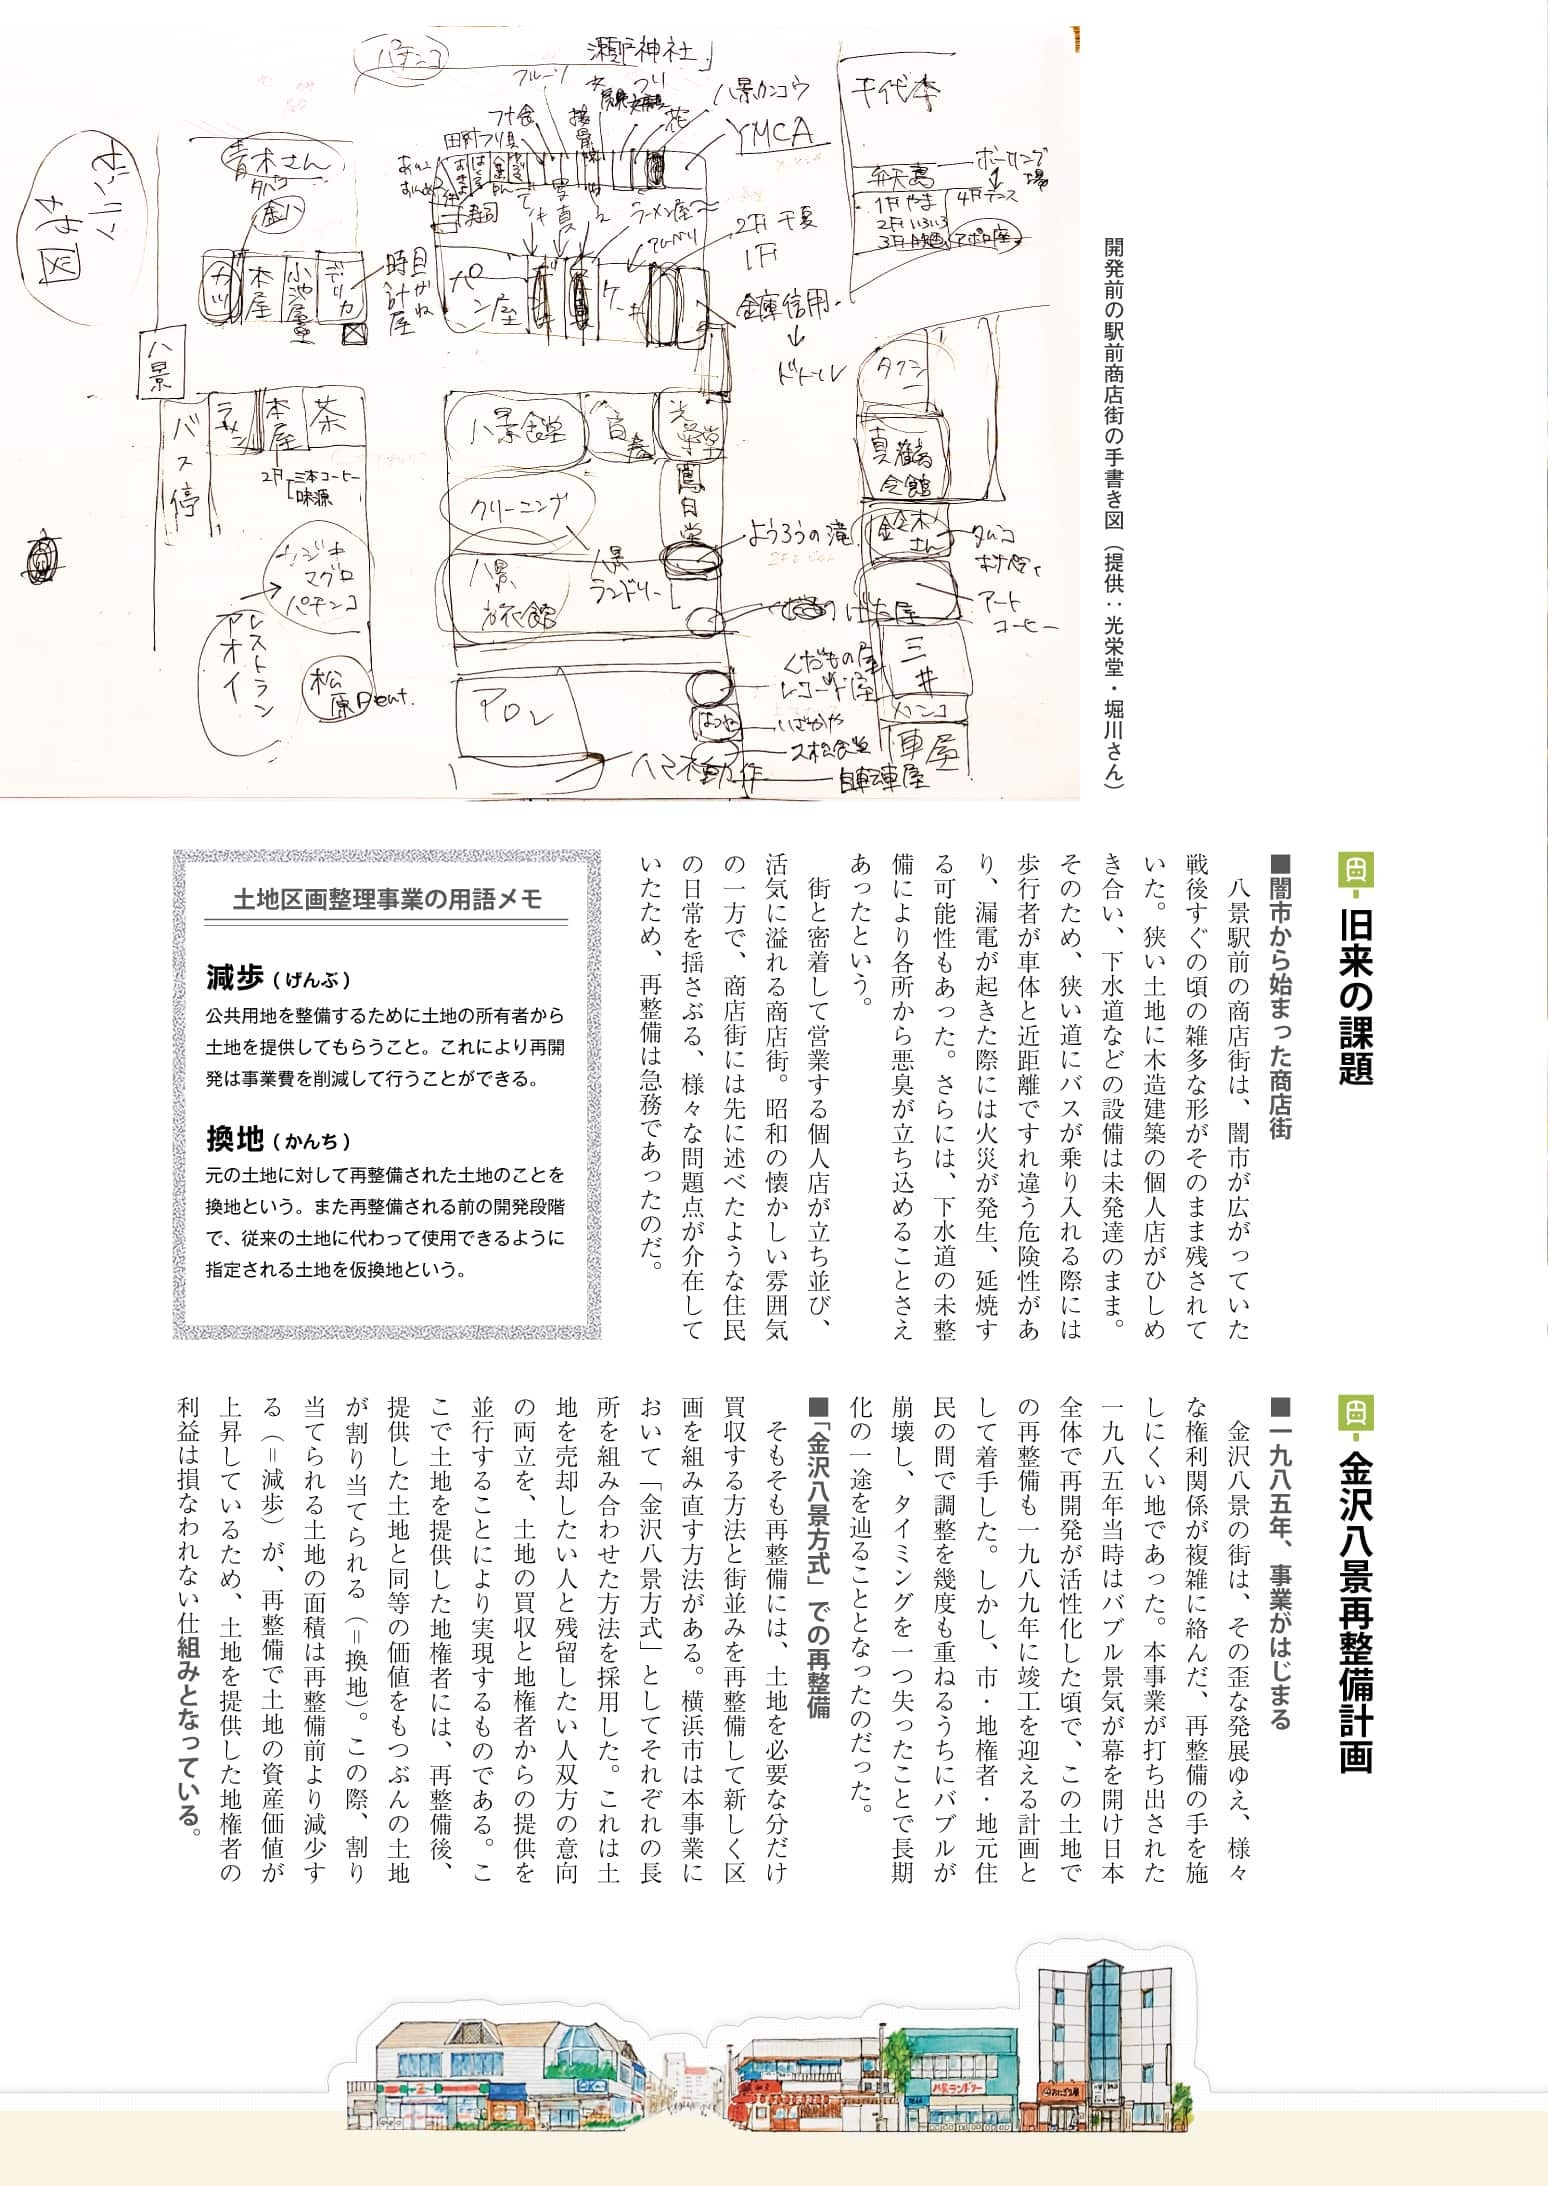 パチンコ
瀬戸神社
フルーツ
八景カンコウ
YMCA
千代本
ボーリング場
弁天島
1F やま
2F いろいろ
4F テニス
アポロ座
青木さん
タバコ
本屋
デリカ
時計屋
寿司
写真
パン屋
ケーキ
ラーメン屋
2F 千夏
1F
金庫信用
↓
ドトール
八景
バス停
ラーメン
本屋
茶
2F
三本コーヒー
味源
マグロ
パチンコ
レストラン
アオイ
松原Dent.
八景食堂
光栄堂
クリーニング
八景
ランドリー
ようろうの滝
タクシー
真鶴会館
鈴木さん
タバコ
アート
コーヒー
三井
車屋
くだもの屋
レコード屋
いざかや
自転車屋
開発前の駅前商店街の手書き図（提供：光栄堂・堀川さん）
旧来の課題
■闇市から始まった商店街
八景駅前の商店街は、闇市が広がっていた
戦後すぐの頃の雑多な形がそのまま残されて
いた。狭い土地に木造建築の個人店がひしめ
き合い、下水道などの設備は未発達のまま。
そのため、狭い道にバスが乗り入れる際には
歩行者が車体と近距離ですれ違う危険性があ
り、漏電が起きた際には火災が発生、延焼す
る可能性もあった。さらには、下水道の未整
備により各所から悪臭が立ち込めることさえ
あったという。
街と密着して営業する個人店が立ち並び、
活気に溢れる商店街。昭和の懐かしい雰囲気
の一方で、商店街には先に述べたような住民
の日常を揺さぶる、様々な問題点が介在して
いたため、再整備は急務であったのだ。
土地区画整理事業の用語メモ
減歩（げんぶ）
公共用地を整備するために土地の所有者から
土地を提供してもらうこと。これにより再開
発は事業費を削減して行うことができる。
換地（かんち）
元の土地に対して再整備された土地のことを
換地という。また再整備される前の開発段階
で、従来の土地に代わって使用できるように
指定される土地を仮換地という。
金沢八景再整備計画
■一九八五年、事業がはじまる
金沢八景の街は、その歪な発展ゆえ、様々
な権利関係が複雑に絡んだ、再整備の手を施
しにくい地であった。本事業が打ち出された
一九八五年当時はバブル景気が幕を開け日本
全体で再開発が活性化した頃で、この土地で
の再整備も一九八九年に竣工を迎える計画と
して着手した。しかし、市・地権者・地元住
民の間で調整を幾度も重ねるうちにバブルが
崩壊し、タイミングを一つ失ったことで長期
化の一途を辿ることとなったのだった。
■「金沢八景方式」での再整備
そもそも再整備には、土地を必要な分だけ
買収する方法と街並みを再整備して新しく区
画を組み直す方法がある。横浜市は本事業に
おいて「金沢八景方式」としてそれぞれの長
所を組み合わせた方法を採用した。これは土
地を売却したい人と残留したい人双方の意向
の両立を、土地の買収と地権者からの提供を
並行することにより実現するものである。こ
こで土地を提供した地権者には、再整備後、
提供した土地と同等の価値をもつぶんの土地
が割り当てられる（＝換地）。この際、割り
当てられる土地の面積は再整備前より減少す
る（＝減歩）が、再整備で土地の資産価値が
上昇しているため、土地を提供した地権者の
利益は損なわれない仕組みとなっている。
八景ランドリー